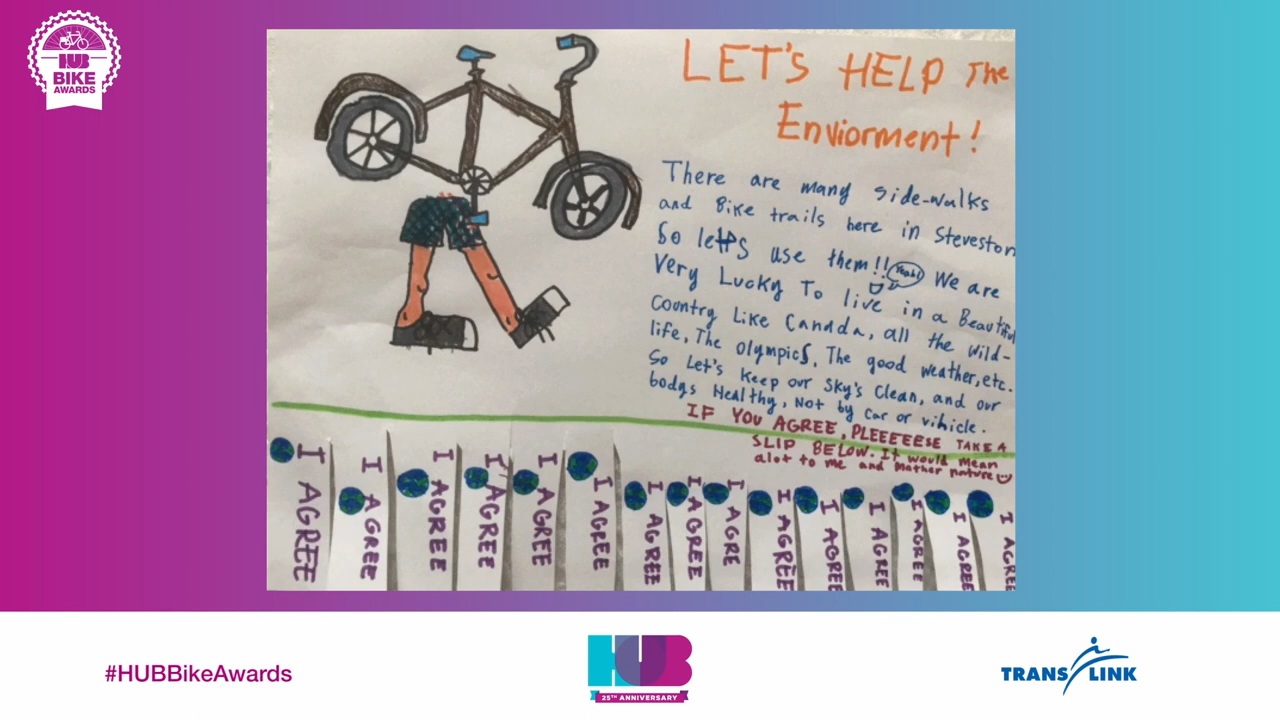 HUB
BIKE
AWARDS
LET'S HELP The
Enviorment!
There are many side-walks
and Bike trails here in Steveston
So let's use them!! Yeah! We are
Very Lucky To live in a Beautiful
Country Like Canada, all the Wild-
life, The Olympics, The good weather, etc.
So Let's Keep our Sky's Clean, and our
bodys Healthy, Not by Car or vihicle.
IF YOU AGREE, PLEEEEESE TAKE A
SLIP BELOW. It would mean
alot to me and mother nature
I AGREE
I AGREE
I AGREE
I AGREE
I AGREE
I AGREE
I AGREE
I AGREE
I AGRE
I AGREE
I AGREE
I AGREE
I AGREE
I AGREE
I AGREE
#HUBBikeAwards
HUB
25TH ANNIVERSARY
TRANSLINK